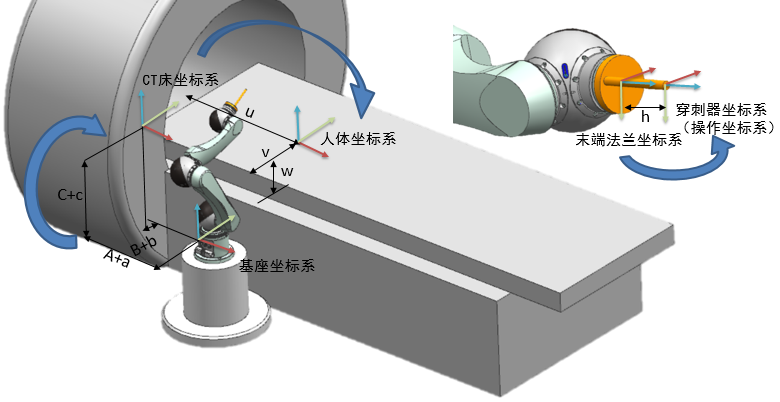 CT床坐标系
u
人体坐标系
v
w
C+c
B+b
A+a
基座坐标系
h
穿刺器坐标系
（操作坐标系）
末端法兰坐标系